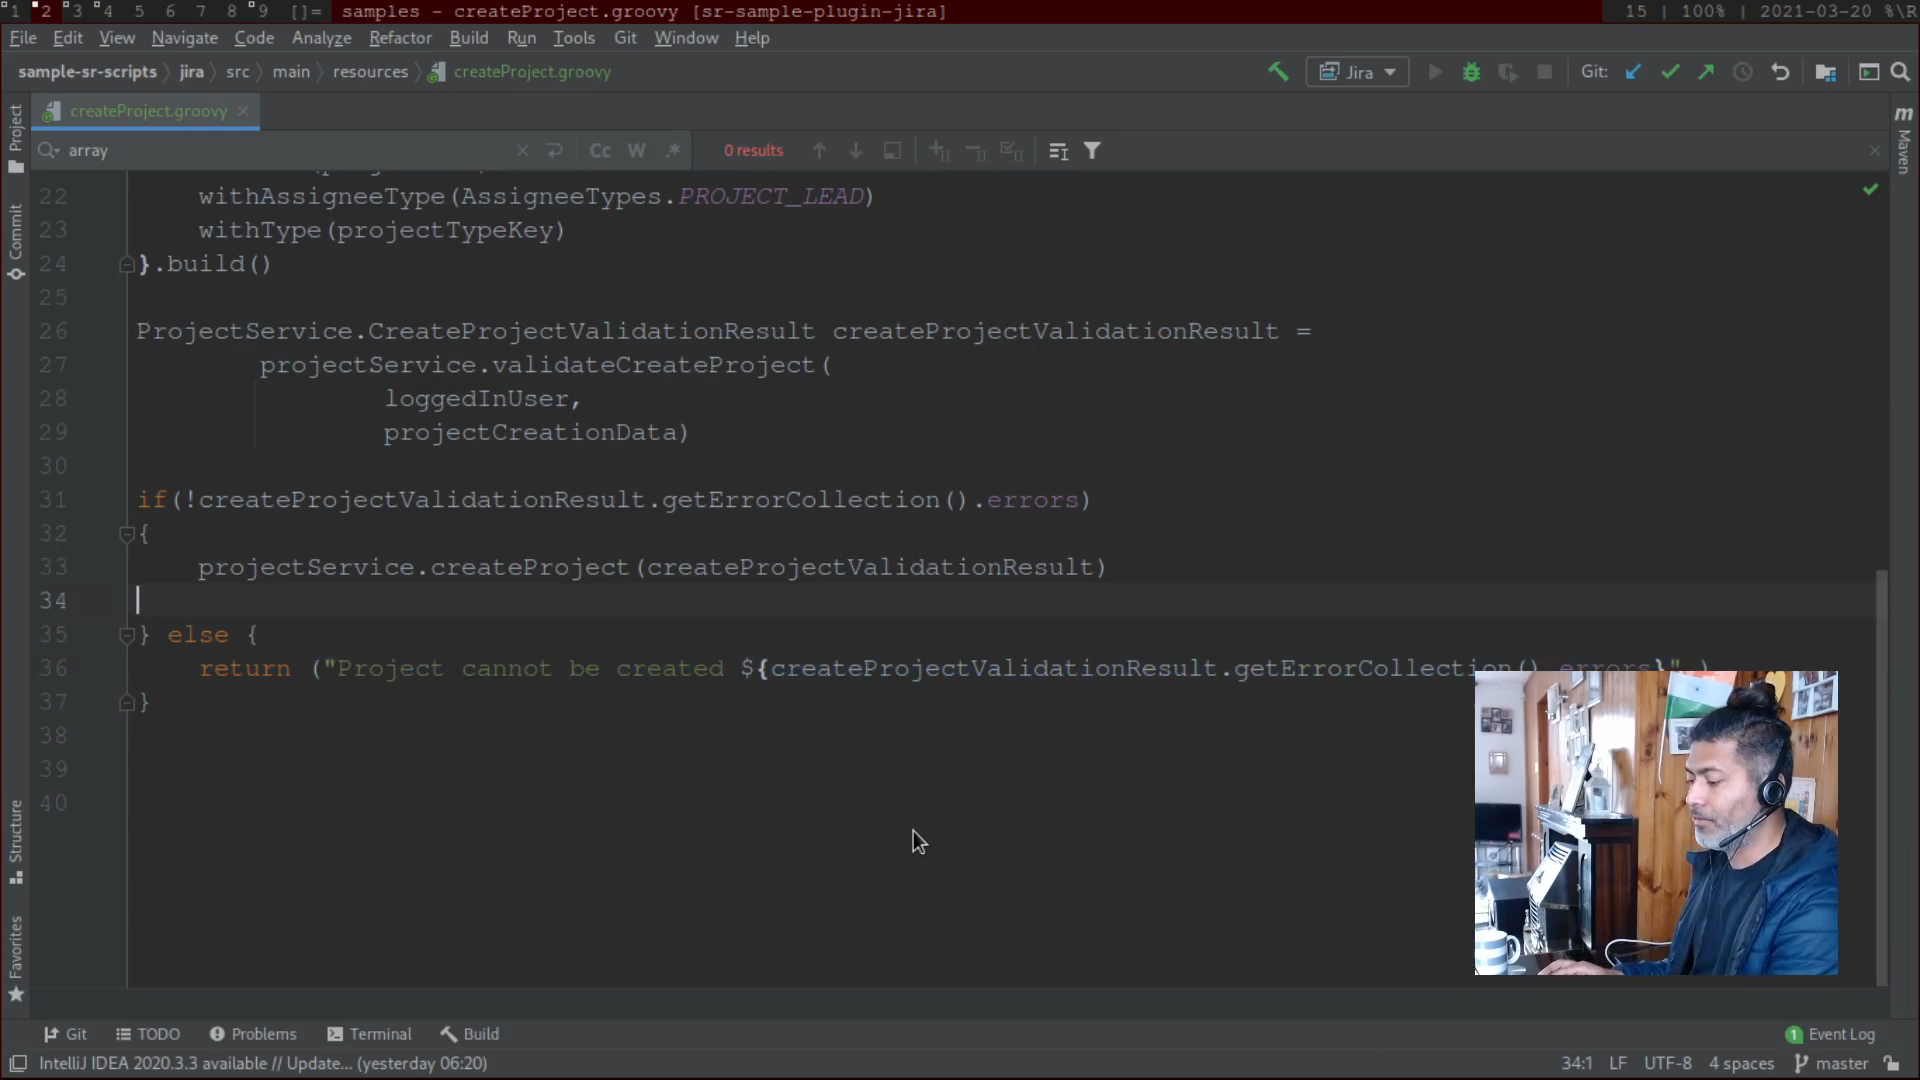 1 2 3 4 5 6 7 8 9 []= samples - createProject.groovy [sr-sample-plugin-jira] 15 | 100% | 2021-03-20 %\R
File Edit View Navigate Code Analyze Refactor Build Run Tools Git Window Help
sample-sr-scripts jira src main resources createProject.groovy Jira Git:
createProject.groovy
array Cc W .* 0 results
Project
Commit
Structure
Favorites
m Maven
22 withAssigneeType(AssigneeTypes.PROJECT_LEAD)
23 withType(projectTypeKey)
24 }.build()
25
26 ProjectService.CreateProjectValidationResult createProjectValidationResult =
27 projectService.validateCreateProject(
28 loggedInUser,
29 projectCreationData)
30
31 if(!createProjectValidationResult.getErrorCollection().errors)
32 {
33 projectService.createProject(createProjectValidationResult)
34
35 } else {
36 return ("Project cannot be created ${createProjectValidationResult.getErrorCollection().errors}" )
37 }
38
39
40
Git TODO Problems Terminal Build 1 Event Log
IntelliJ IDEA 2020.3.3 available // Update... (yesterday 06:20) 34:1 LF UTF-8 4 spaces master